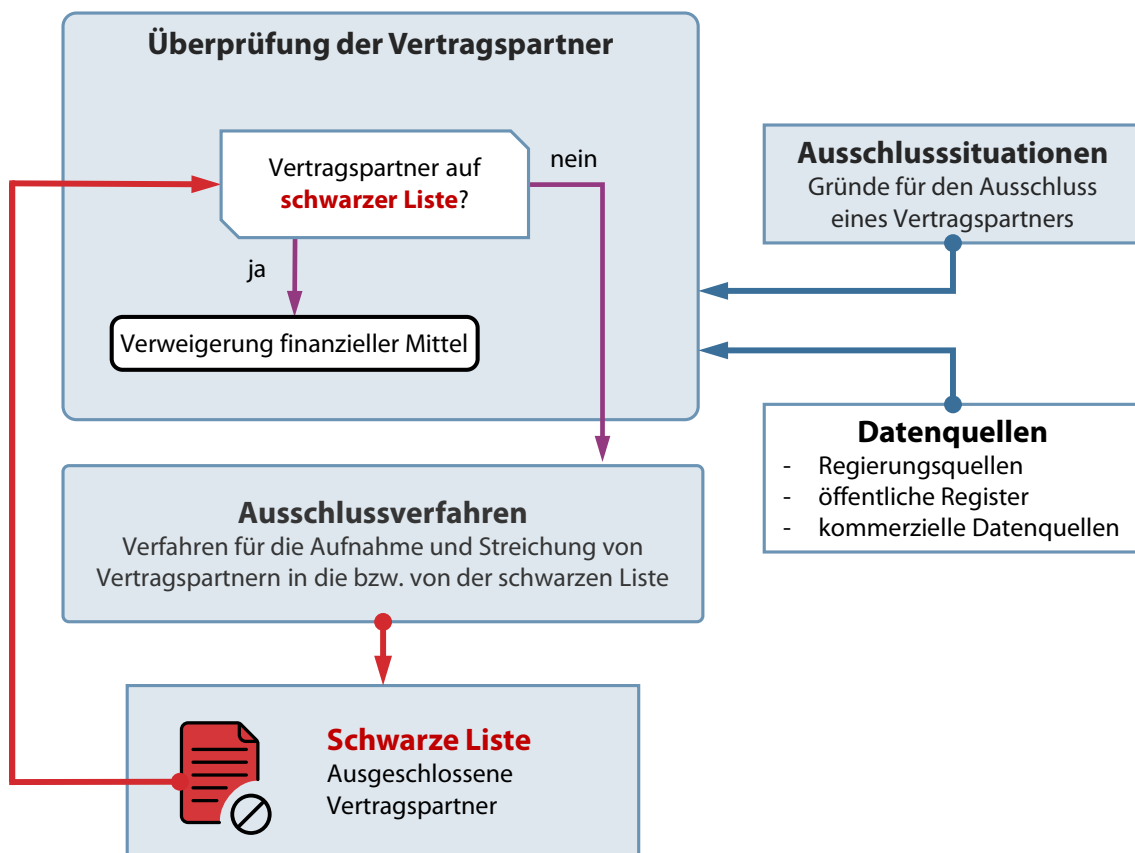 Überprüfung der Vertragspartner
Vertragspartner auf
schwarzer Liste?
nein
ja
Verweigerung finanzieller Mittel
Ausschlusssituationen
Gründe für den Ausschluss
eines Vertragspartners
Datenquellen
- Regierungsquellen
- öffentliche Register
- kommerzielle Datenquellen
Ausschlussverfahren
Verfahren für die Aufnahme und Streichung von
Vertragspartnern in die bzw. von der schwarzen Liste
Schwarze Liste
Ausgeschlossene
Vertragspartner